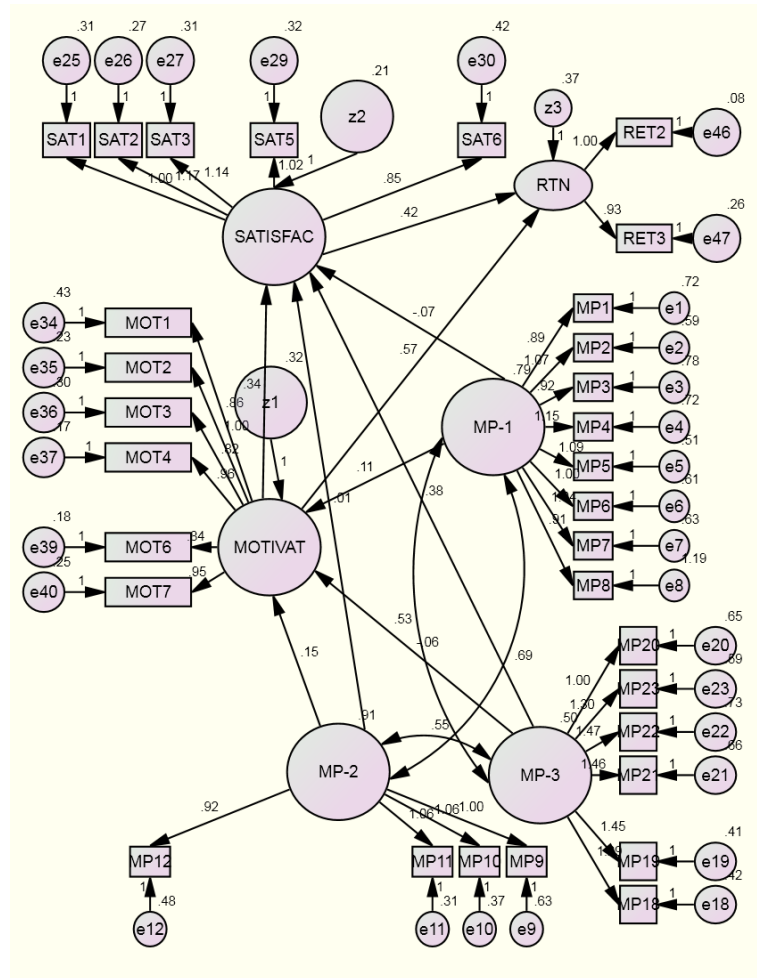 .31 .27 .31 .32 .42
e25 e26 e27 e29 e30
.21
z2
.37
z3
.08
1 1 1 1 1
SAT1 SAT2 SAT3 SAT5 SAT6
1
1.00 RET2 1 e46
1.00 1.17 1.14 1.02 1
.85
RTN
.26
.42
.93
SATISFAC
RET3 1 e47
-.07
.43
e34 1 MOT1
.23
e35 1 MOT2
.30
e36 1 MOT3
.17
e37 1 MOT4
.32
.34
z1
.86
1.00
.82
.96
1
.57
.72
MP1 1 e1
.59
MP2 1 e2
.78
MP3 1 e3
.72
MP4 1 e4
.51
MP5 1 e5
.61
MP6 1 e6
.63
MP7 1 e7
1.19
MP8 1 e8
.89
1.07
.79
.92
MP-1
1.15
1.09
.91
.11
.01
.38
.18
e39 1 MOT6
.84
MOTIVAT
.25
e40 1 MOT7
.95
.53
-.06
.69
.15
.65
MP20 1 e20
MP23 1 e23
.73
MP22 1 e22
.66
MP21 1 e21
1.00
1.30
.50
1.47
1.46
.91
.55
MP-2
MP-3
.92
1.06 1.06 1.00
1.45
.41
MP19 1 e19
.42
MP18 1 e18
MP12 MP11 MP10 MP9
1 1 1 1
.48 .31 .37 .63
e12 e11 e10 e9